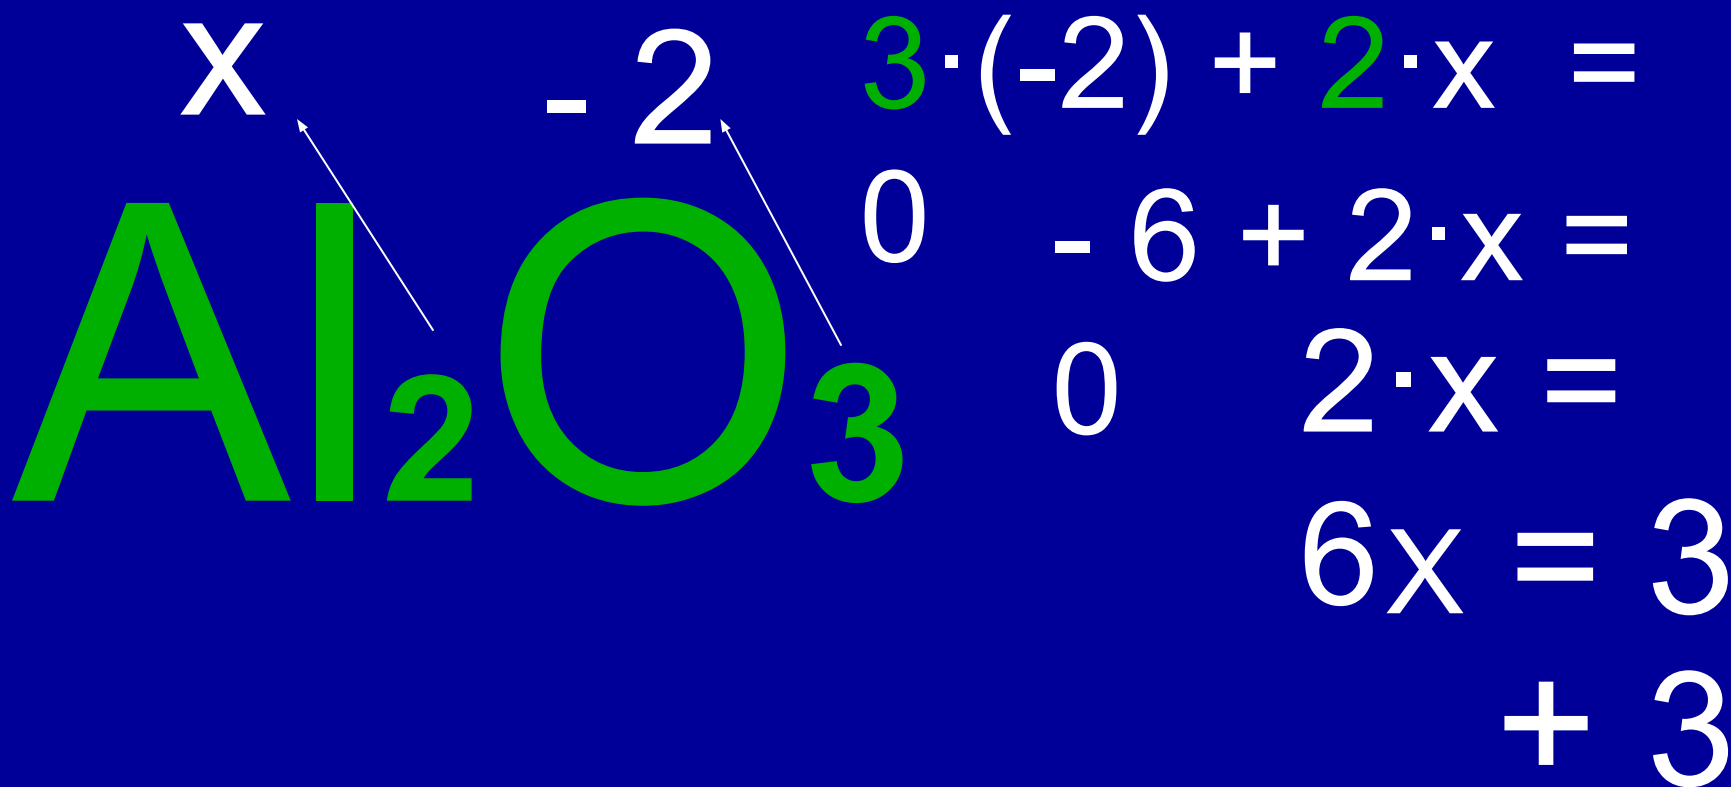 x - 2
Al2O3
3·(-2) + 2·x =
0 - 6 + 2·x =
0 2·x =
6x = 3
+ 3